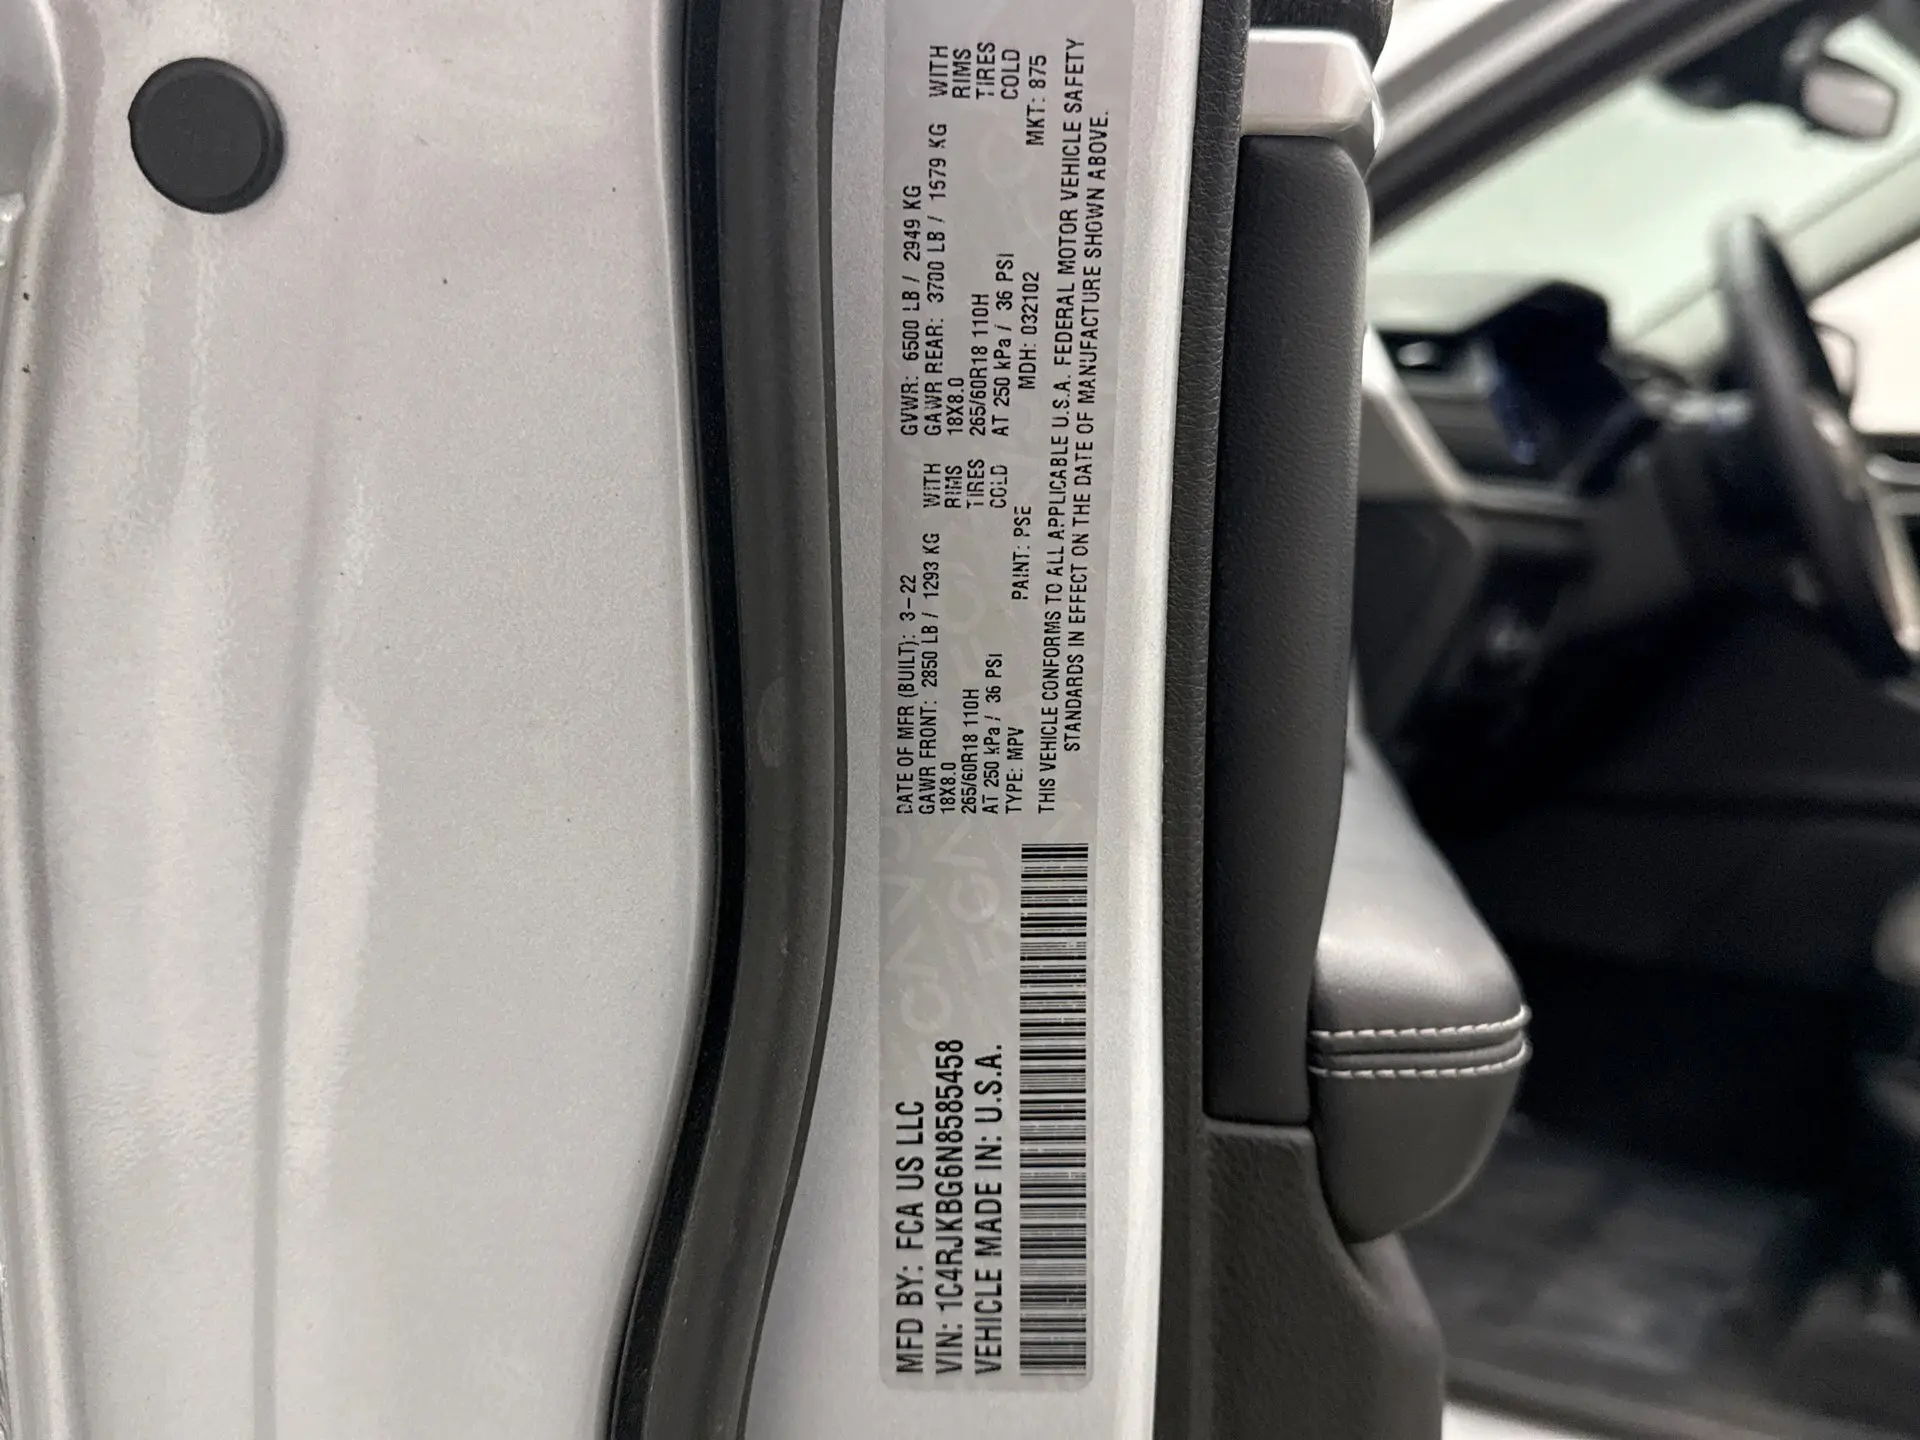 MFD BY: FCA US LLC
VIN: 1C4RJKBG6N8585458
VEHICLE MADE IN: U.S.A.
DATE OF MFR (BUILT): 3-22 GVWR: 6500 LB / 2949 KG
GAWR FRONT: 2850 LB / 1293 KG WITH GAWR REAR: 3700 LB / 1679 KG WITH
18X8.0 RIMS 18X8.0 RIMS
265/60R18 110H TIRES 265/60R18 110H TIRES
AT 250 kPa / 36 PSI COLD AT 250 kPa / 36 PSI COLD
TYPE: MPV PAINT: PSE MDH: 032102 MKT: 875
THIS VEHICLE CONFORMS TO ALL APPLICABLE U.S.A. FEDERAL MOTOR VEHICLE SAFETY
STANDARDS IN EFFECT ON THE DATE OF MANUFACTURE SHOWN ABOVE.